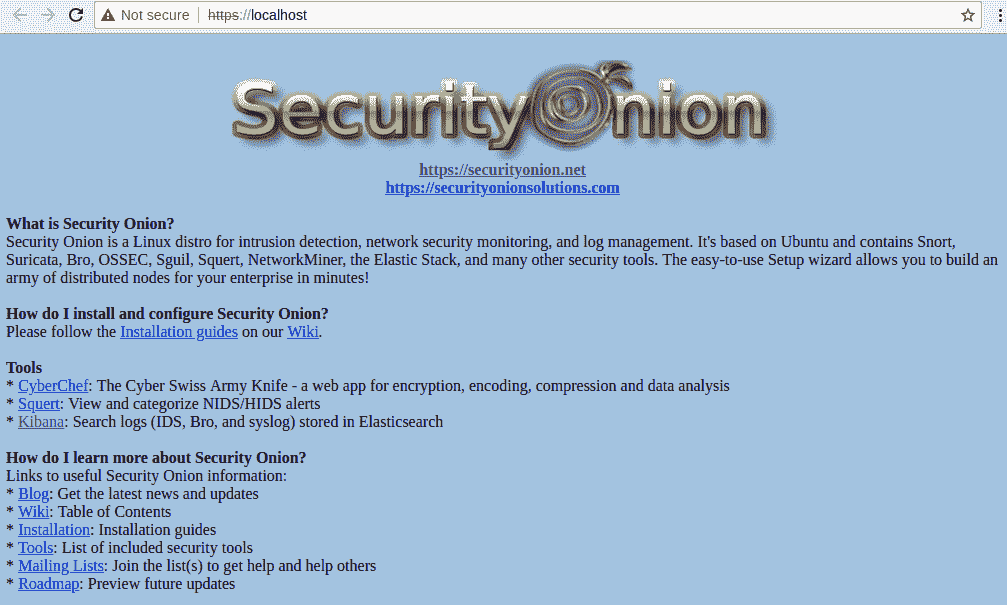 Not secure | https://localhost
SecurityOnion
https://securityonion.net
https://securityonionsolutions.com
What is Security Onion?
Security Onion is a Linux distro for intrusion detection, network security monitoring, and log management. It's based on Ubuntu and contains Snort,
Suricata, Bro, OSSEC, Sguil, Squert, NetworkMiner, the Elastic Stack, and many other security tools. The easy-to-use Setup wizard allows you to build an
army of distributed nodes for your enterprise in minutes!
How do I install and configure Security Onion?
Please follow the Installation guides on our Wiki.
Tools
* CyberChef: The Cyber Swiss Army Knife - a web app for encryption, encoding, compression and data analysis
* Squert: View and categorize NIDS/HIDS alerts
* Kibana: Search logs (IDS, Bro, and syslog) stored in Elasticsearch
How do I learn more about Security Onion?
Links to useful Security Onion information:
* Blog: Get the latest news and updates
* Wiki: Table of Contents
* Installation: Installation guides
* Tools: List of included security tools
* Mailing Lists: Join the list(s) to get help and help others
* Roadmap: Preview future updates